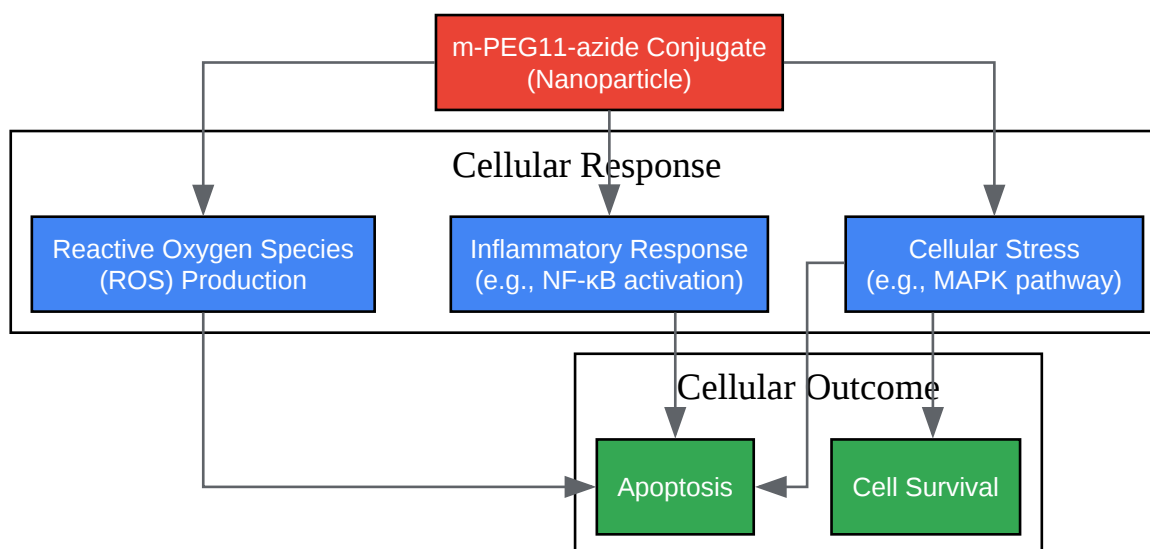 m-PEG11-azide Conjugate
(Nanoparticle)
Cellular Response
Reactive Oxygen Species
(ROS) Production
Inflammatory Response
(e.g., NF-κB activation)
Cellular Stress
(e.g., MAPK pathway)
Cellular Outcome
Apoptosis
Cell Survival